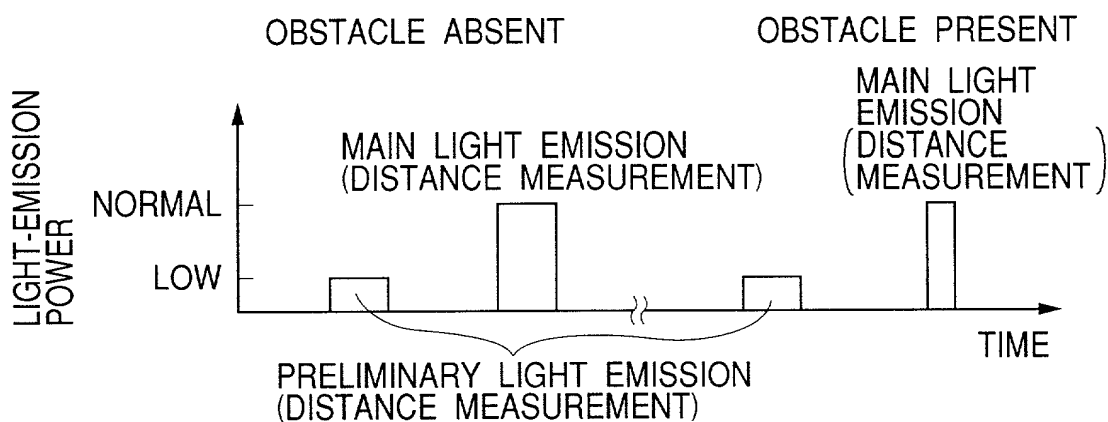 OBSTACLE ABSENT
OBSTACLE PRESENT
LIGHT-EMISSION
POWER
NORMAL
LOW
MAIN LIGHT EMISSION
(DISTANCE MEASUREMENT)
MAIN LIGHT
EMISSION
(DISTANCE
MEASUREMENT)
TIME
PRELIMINARY LIGHT EMISSION
(DISTANCE MEASUREMENT)